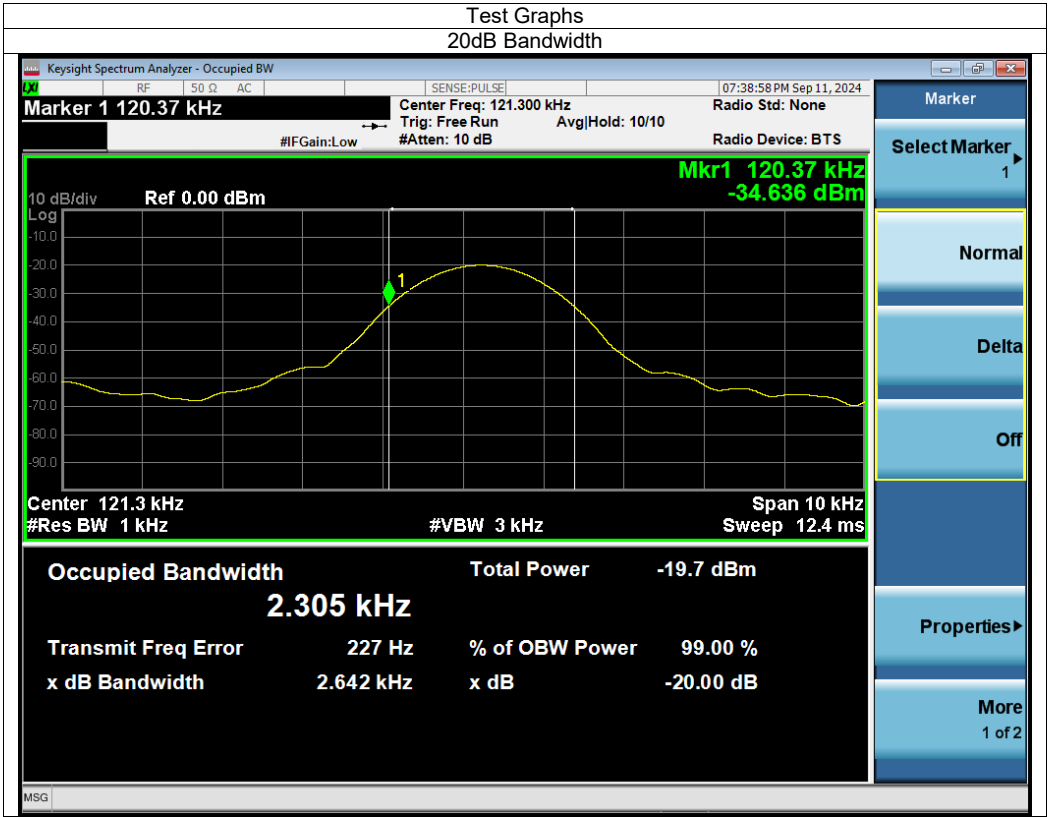 Test Graphs
20dB Bandwidth
Keysight Spectrum Analyzer - Occupied BW
LXI RF 50 Ω AC SENSE:PULSE 07:38:58 PM Sep 11, 2024
Marker 1 120.37 kHz
Center Freq: 121.300 kHz Radio Std: None
Trig: Free Run Avg|Hold: 10/10
#IFGain:Low #Atten: 10 dB Radio Device: BTS
Mkr1 120.37 kHz
-34.636 dBm
10 dB/div Ref 0.00 dBm
Log
-10.0
-20.0
1
-30.0
-40.0
-50.0
-60.0
-70.0
-80.0
-90.0
Center 121.3 kHz Span 10 kHz
#Res BW 1 kHz #VBW 3 kHz Sweep 12.4 ms
Occupied Bandwidth Total Power -19.7 dBm
2.305 kHz
Transmit Freq Error 227 Hz % of OBW Power 99.00 %
x dB Bandwidth 2.642 kHz x dB -20.00 dB
Marker
Select Marker
1
Normal
Delta
Off
Properties
More
1 of 2
MSG